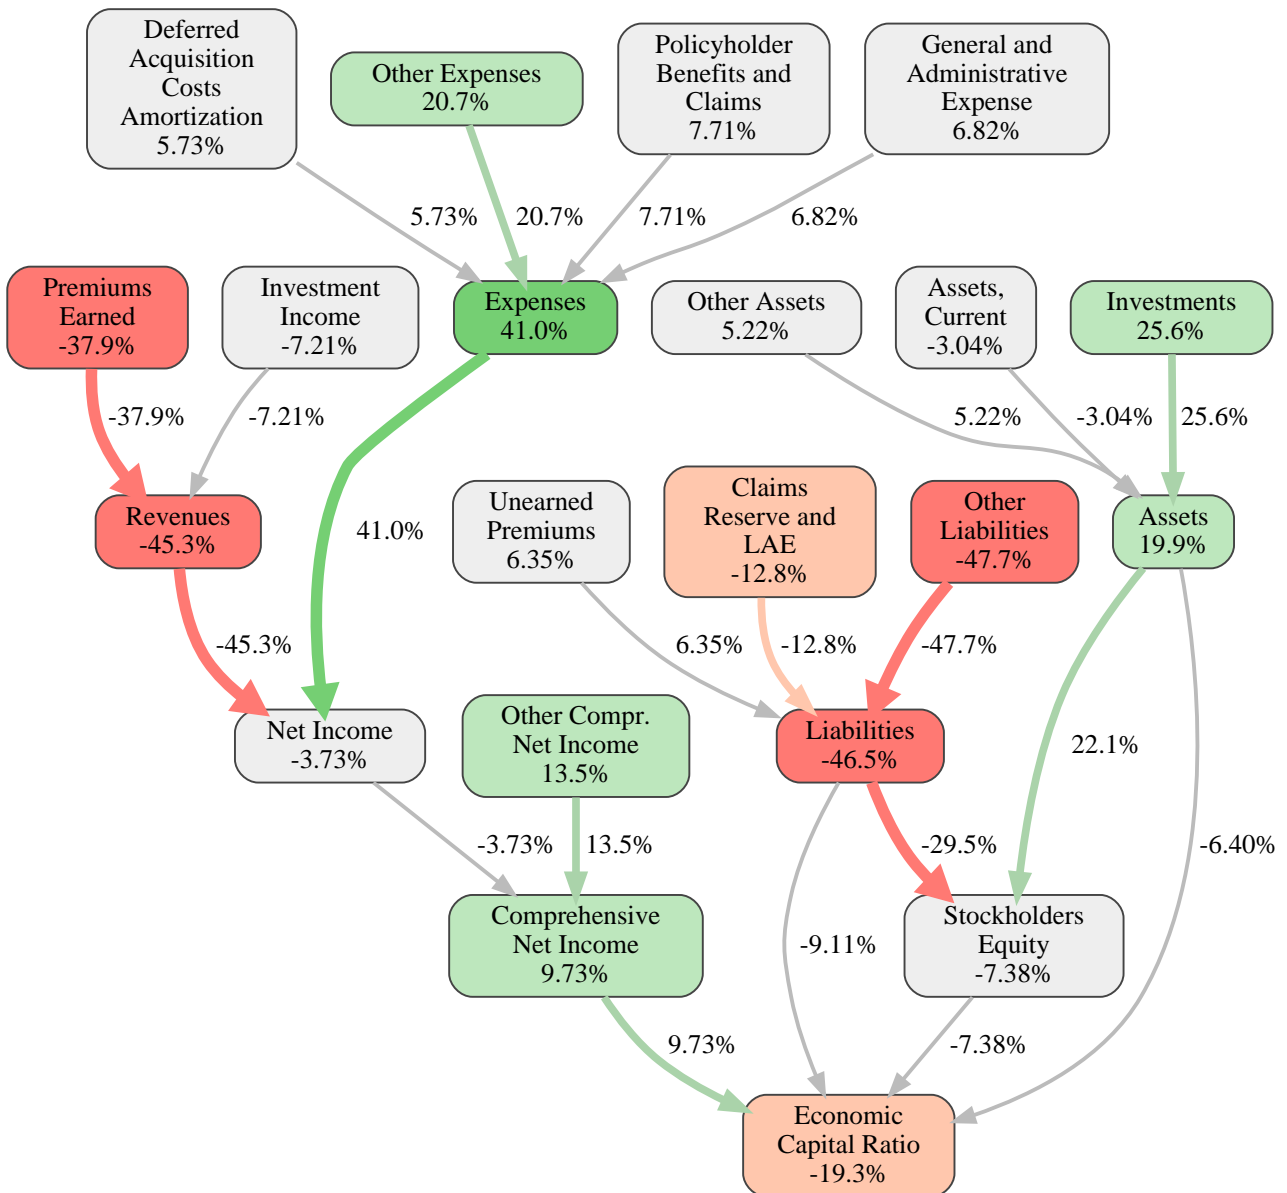 Deferred
Acquisition
Costs
Amortization
5.73%
Other Expenses
20.7%
Policyholder
Benefits and
Claims
7.71%
General and
Administrative
Expense
6.82%
5.73%
20.7%
7.71%
6.82%
Premiums
Earned
-37.9%
Investment
Income
-7.21%
Expenses
41.0%
Other Assets
5.22%
Assets,
Current
-3.04%
Investments
25.6%
-37.9%
-7.21%
5.22%
-3.04%
25.6%
Revenues
-45.3%
41.0%
Unearned
Premiums
6.35%
Claims
Reserve and
LAE
-12.8%
Other
Liabilities
-47.7%
Assets
19.9%
-45.3%
6.35%
-12.8%
-47.7%
Net Income
-3.73%
Other Compr.
Net Income
13.5%
Liabilities
-46.5%
22.1%
-3.73%
13.5%
-29.5%
-6.40%
Comprehensive
Net Income
9.73%
-9.11%
Stockholders
Equity
-7.38%
9.73%
-7.38%
Economic
Capital Ratio
-19.3%